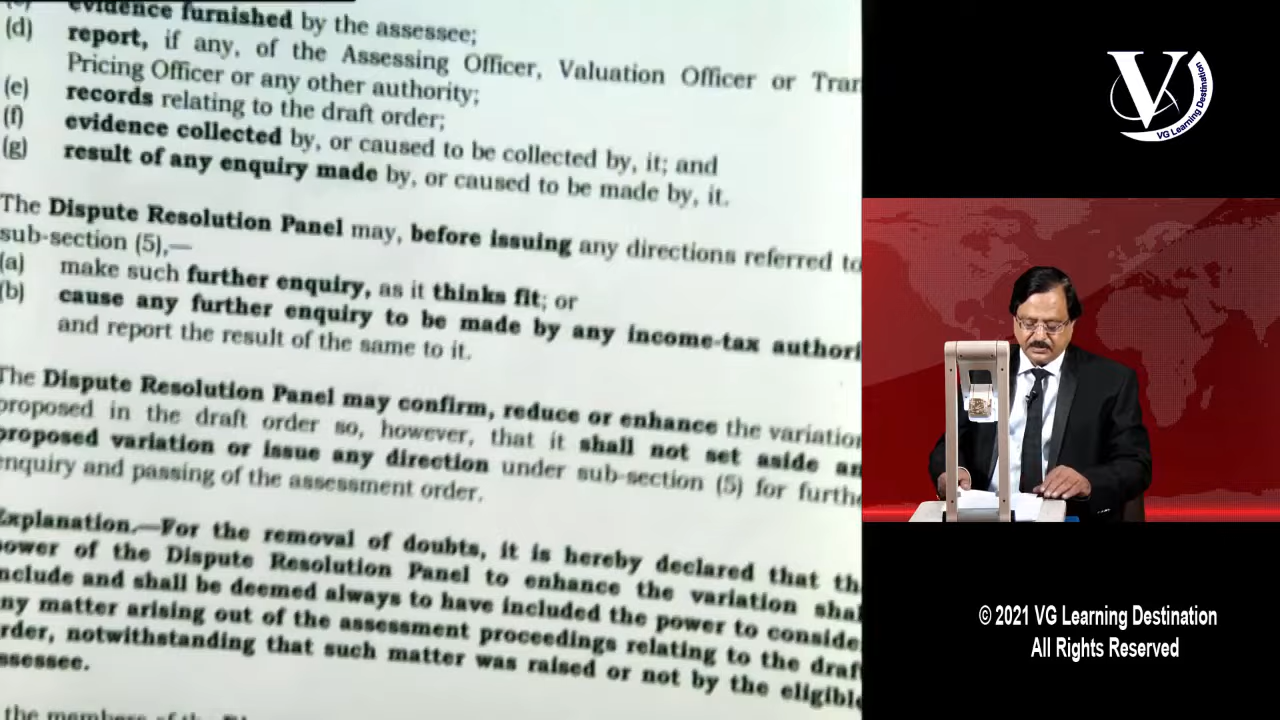 evidence furnished by the assessee;
(d) report, if any, of the Assessing Officer, Valuation Officer or Tran
Pricing Officer or any other authority;
(e) records relating to the draft order;
(f) evidence collected by, or caused to be collected by, it; and
(g) result of any enquiry made by, or caused to be made by, it.
The Dispute Resolution Panel may, before issuing any directions referred to
sub-section (5),—
(a) make such further enquiry, as it thinks fit; or
(b) cause any further enquiry to be made by any income-tax authori
and report the result of the same to it.
The Dispute Resolution Panel may confirm, reduce or enhance the variation
proposed in the draft order so, however, that it shall not set aside an
proposed variation or issue any direction under sub-section (5) for furthe
enquiry and passing of the assessment order.
Explanation.—For the removal of doubts, it is hereby declared that th
power of the Dispute Resolution Panel to enhance the variation shal
nclude and shall be deemed always to have included the power to conside
ny matter arising out of the assessment proceedings relating to the draf
rder, notwithstanding that such matter was raised or not by the eligible
ssessee.
the members of the
V
VG Learning Destination
© 2021 VG Learning Destination
All Rights Reserved